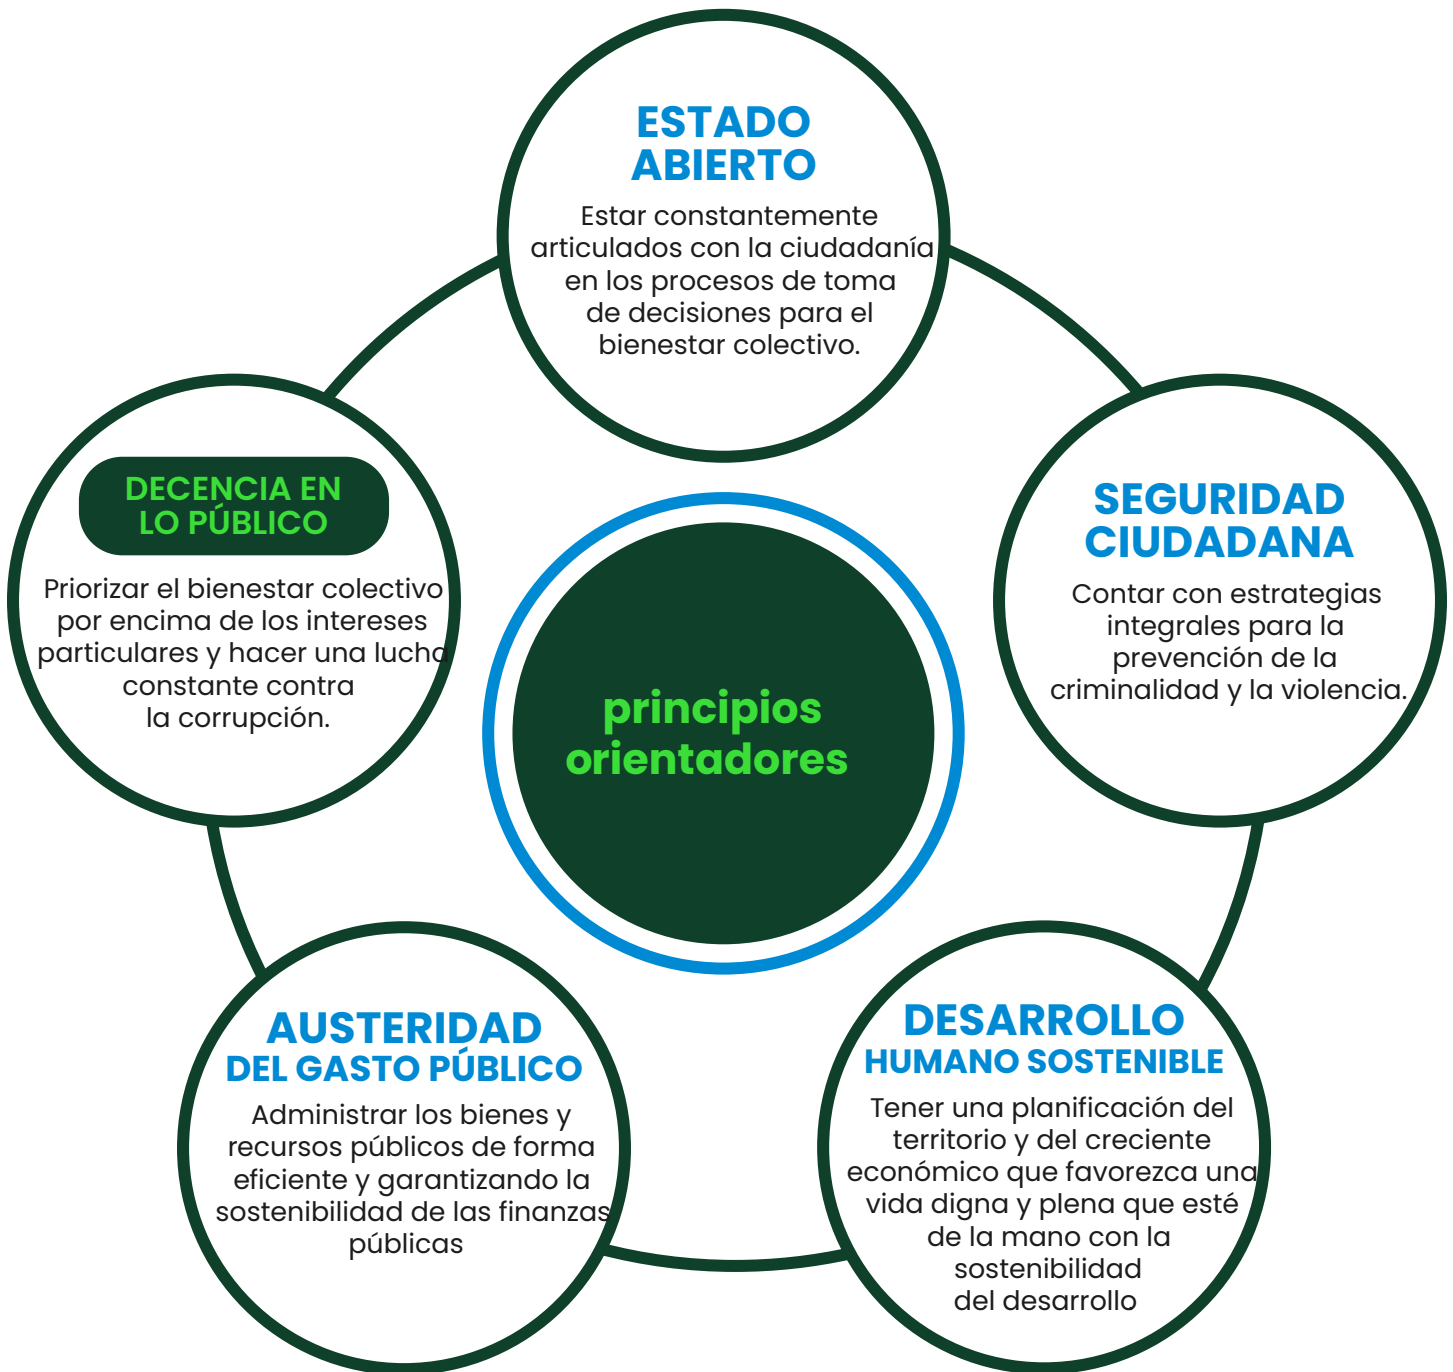 ESTADO
ABIERTO
Estar constantemente
articulados con la ciudadanía
en los procesos de toma
de decisiones para el
bienestar colectivo.
DECENCIA EN
LO PÚBLICO
Priorizar el bienestar colectivo
por encima de los intereses
particulares y hacer una lucha
constante contra
la corrupción.
SEGURIDAD
CIUDADANA
Contar con estrategias
integrales para la
prevención de la
criminalidad y la violencia.
principios
orientadores
AUSTERIDAD
DEL GASTO PÚBLICO
Administrar los bienes y
recursos públicos de forma
eficiente y garantizando la
sostenibilidad de las finanzas
públicas
DESARROLLO
HUMANO SOSTENIBLE
Tener una planificación del
territorio y del creciente
económico que favorezca una
vida digna y plena que esté
de la mano con la
sostenibilidad
del desarrollo